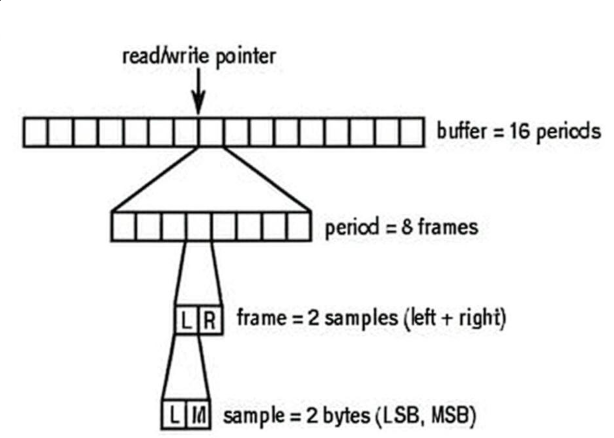 read/write pointer
buffer = 16 periods
period = 8 frames
L R frame = 2 samples (left + right)
L M sample = 2 bytes (LSB, MSB)